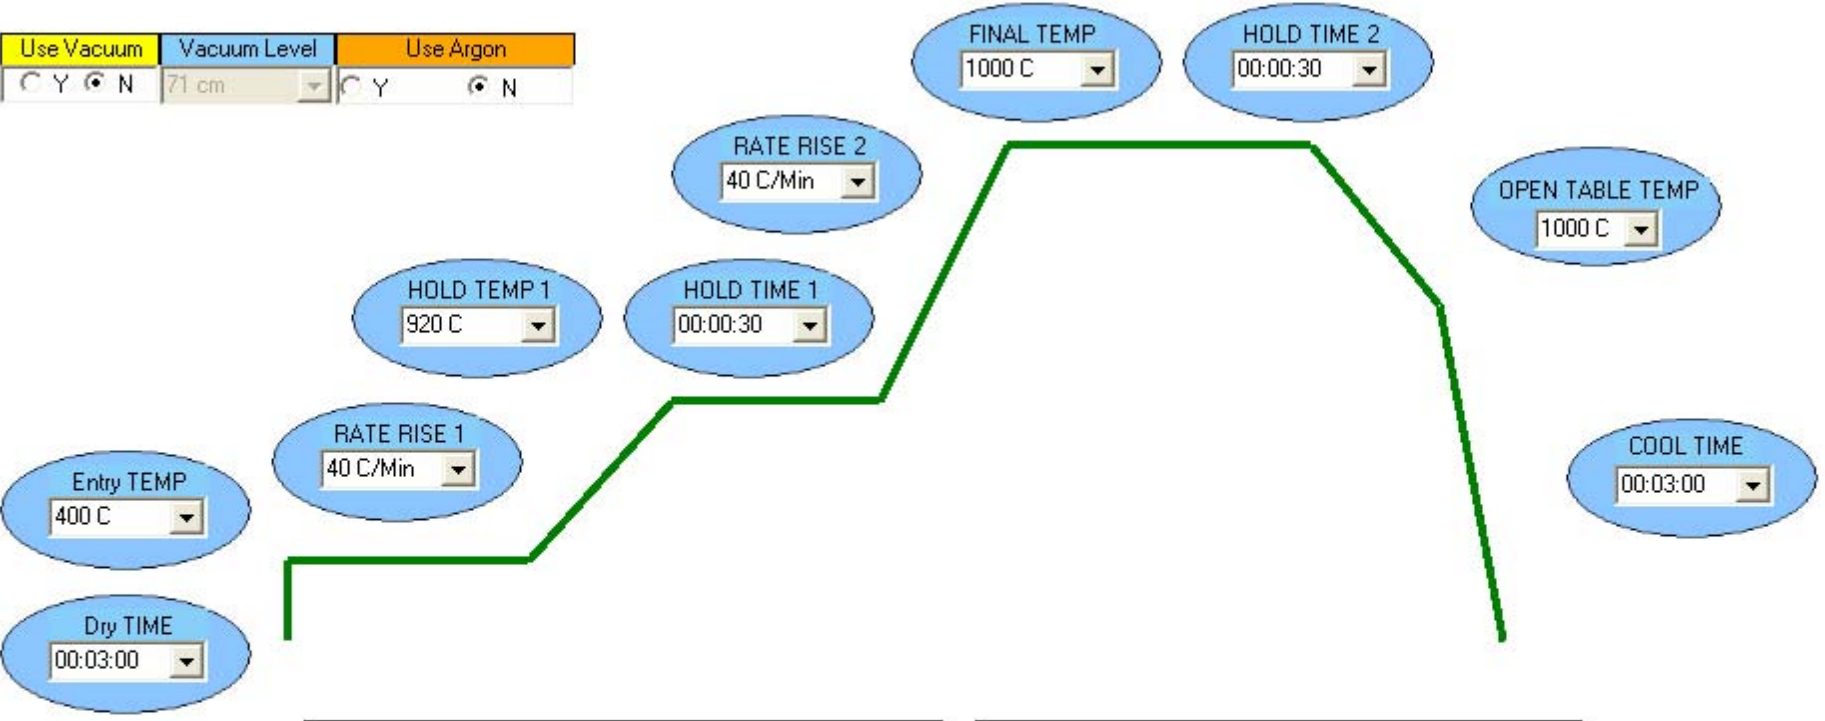 Use Vacuum Vacuum Level Use Argon
Y N 71 cm Y N
FINAL TEMP
1000 C
HOLD TIME 2
00:00:30
RATE RISE 2
40 C/Min
OPEN TABLE TEMP
1000 C
HOLD TEMP 1
920 C
HOLD TIME 1
00:00:30
RATE RISE 1
40 C/Min
COOL TIME
00:03:00
Entry TEMP
400 C
Dry TIME
00:03:00